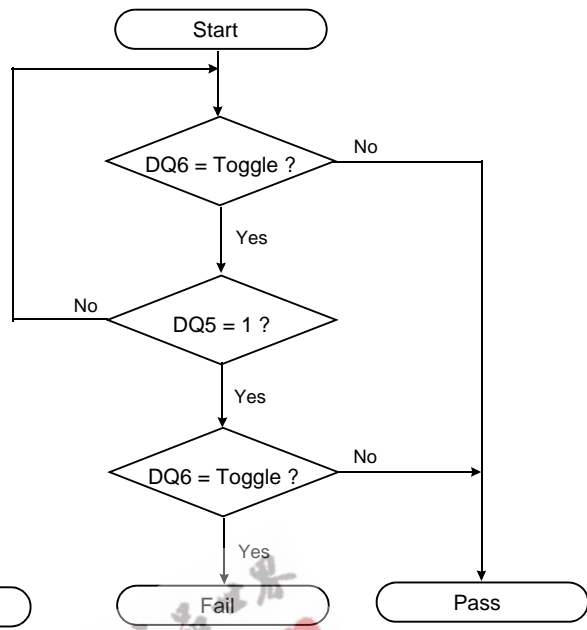 Start
No
DQ6 = Toggle ?
Yes
No
DQ5 = 1 ?
Yes
No
DQ6 = Toggle ?
Yes
Fail
Pass